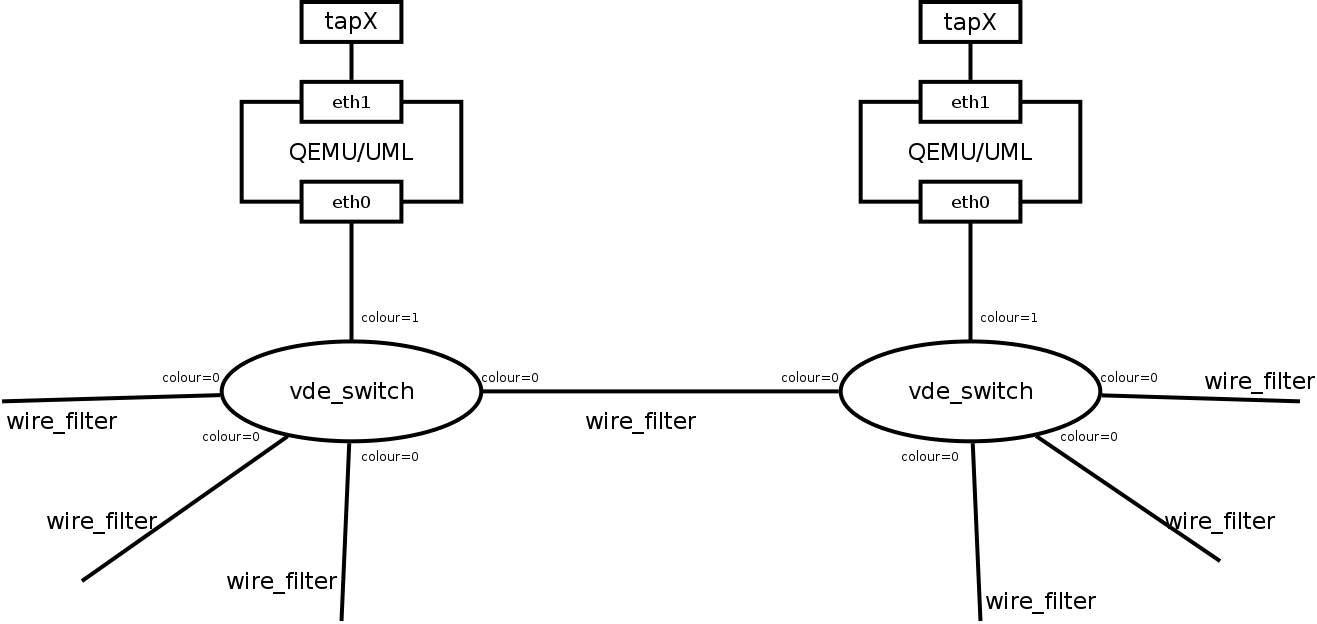 tapX
tapX
eth1
eth1
QEMU/UML
QEMU/UML
eth0
eth0
colour=1
colour=1
colour=0
colour=0
colour=0
colour=0
vde_switch
vde_switch
wire_filter
wire_filter
wire_filter
wire_filter
colour=0
colour=0
colour=0
colour=0
wire_filter
wire_filter
wire_filter
wire_filter